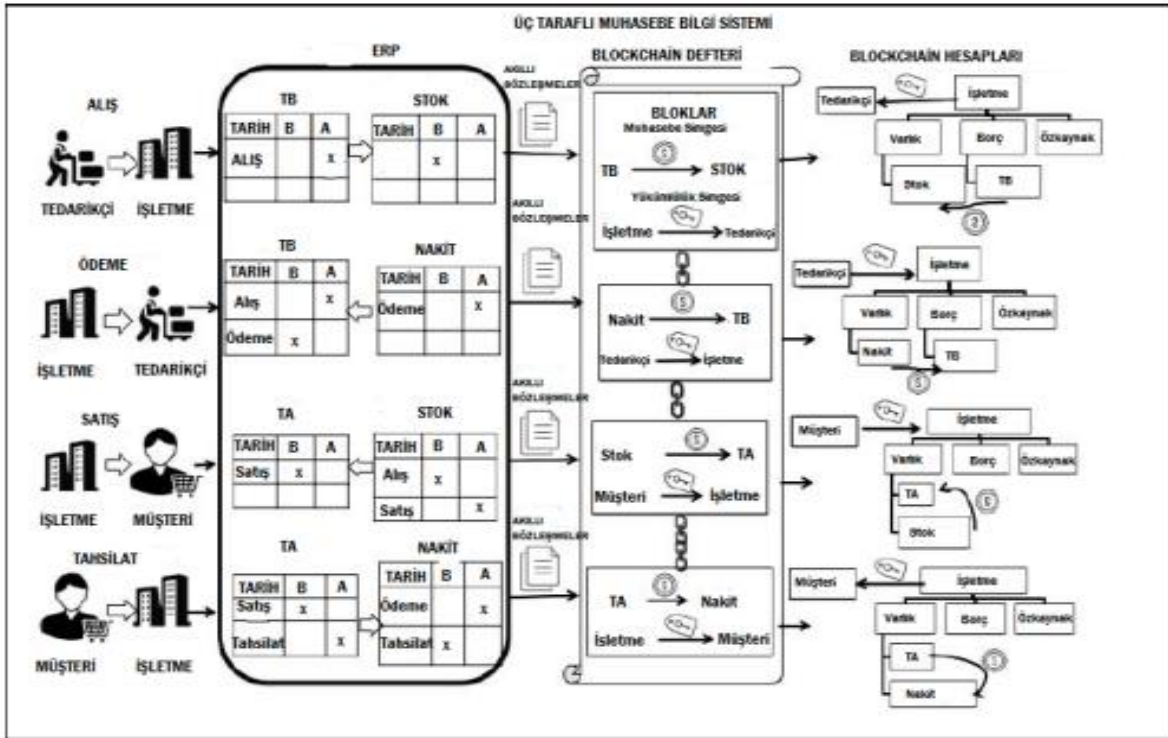 ÜÇ TARAFLI MUHASEBE BİLGİ SİSTEMİ
ERP
BLOCKCHAIN DEFTERİ
BLOCKCHAIN HESAPLARI
ALIŞ
TEDARİKÇİ
İŞLETME
TB
TARİH B A
ALIŞ x
STOK
TARİH B A
x
AKILLI
SÖZLEŞMELER
BLOKLAR
Muhasebe Simgesi
TB STOK
Yükümlülük Simgesi
İşletme Tedarikçi
Tedarikçi
İşletme
Varlık
Borç
Özkaynak
Stok
TB
ÖDEME
İŞLETME
TEDARİKÇİ
TB
TARİH B A
Alış x
Ödeme x
NAKİT
TARİH B A
Ödeme x
AKILLI
SÖZLEŞMELER
Nakit TB
Tedarikçi İşletme
Tedarikçi
İşletme
Varlık
Borç
Özkaynak
Nakit
TB
SATIŞ
İŞLETME
MÜŞTERİ
TA
TARİH B A
Satış x
STOK
TARİH B A
Alış x
Satış x
AKILLI
SÖZLEŞMELER
Stok TA
Müşteri İşletme
Müşteri
İşletme
Varlık
Borç
Özkaynak
TA
Stok
TAHSİLAT
MÜŞTERİ
İŞLETME
TA
TARİH B A
Satış x
Tahsilat x
NAKİT
TARİH B A
Ödeme x
Tahsilat x
AKILLI
SÖZLEŞMELER
TA Nakit
İşletme Müşteri
Müşteri
İşletme
Varlık
Borç
Özkaynak
TA
Nakit